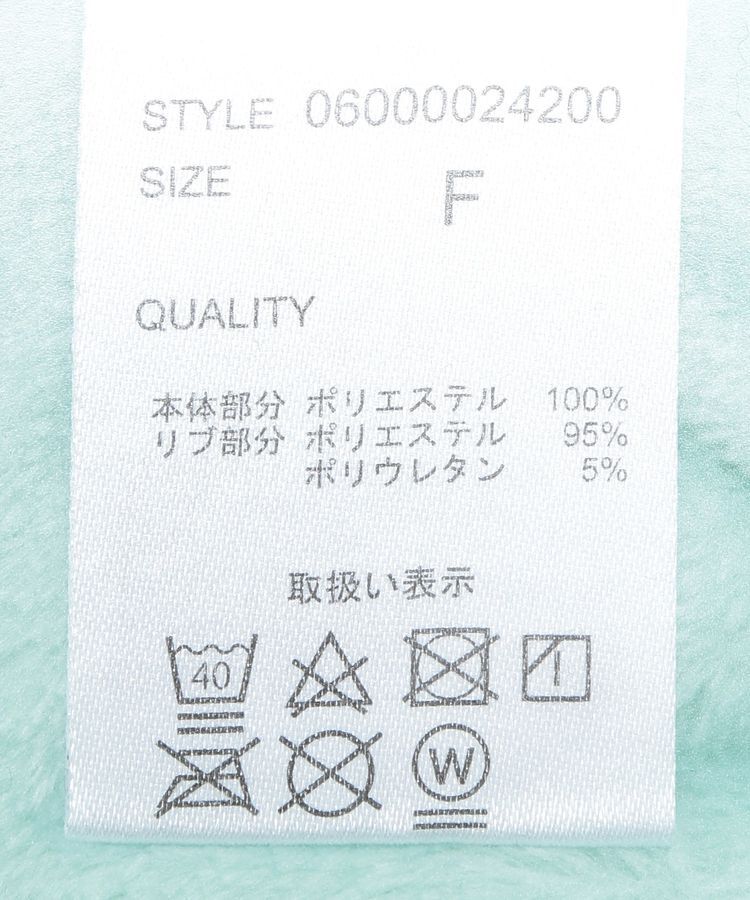 STYLE 06000024200
SIZE F
QUALITY
本体部分 ポリエステル 100%
リブ部分 ポリエステル 95%
ポリウレタン 5%
取扱い表示
40
W